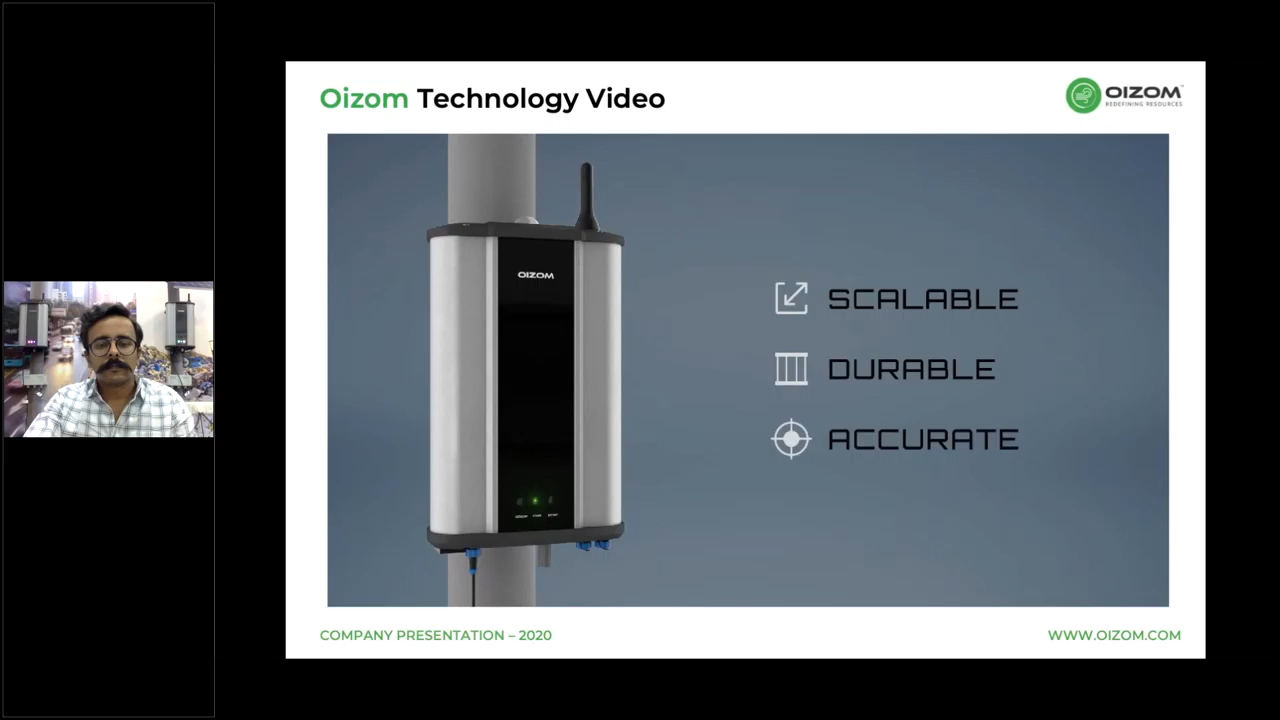 Oizom Technology Video
OIZOM
REDEFINING RESOURCES
OIZOM
SCALABLE
DURABLE
ACCURATE
COMPANY PRESENTATION – 2020
WWW.OIZOM.COM